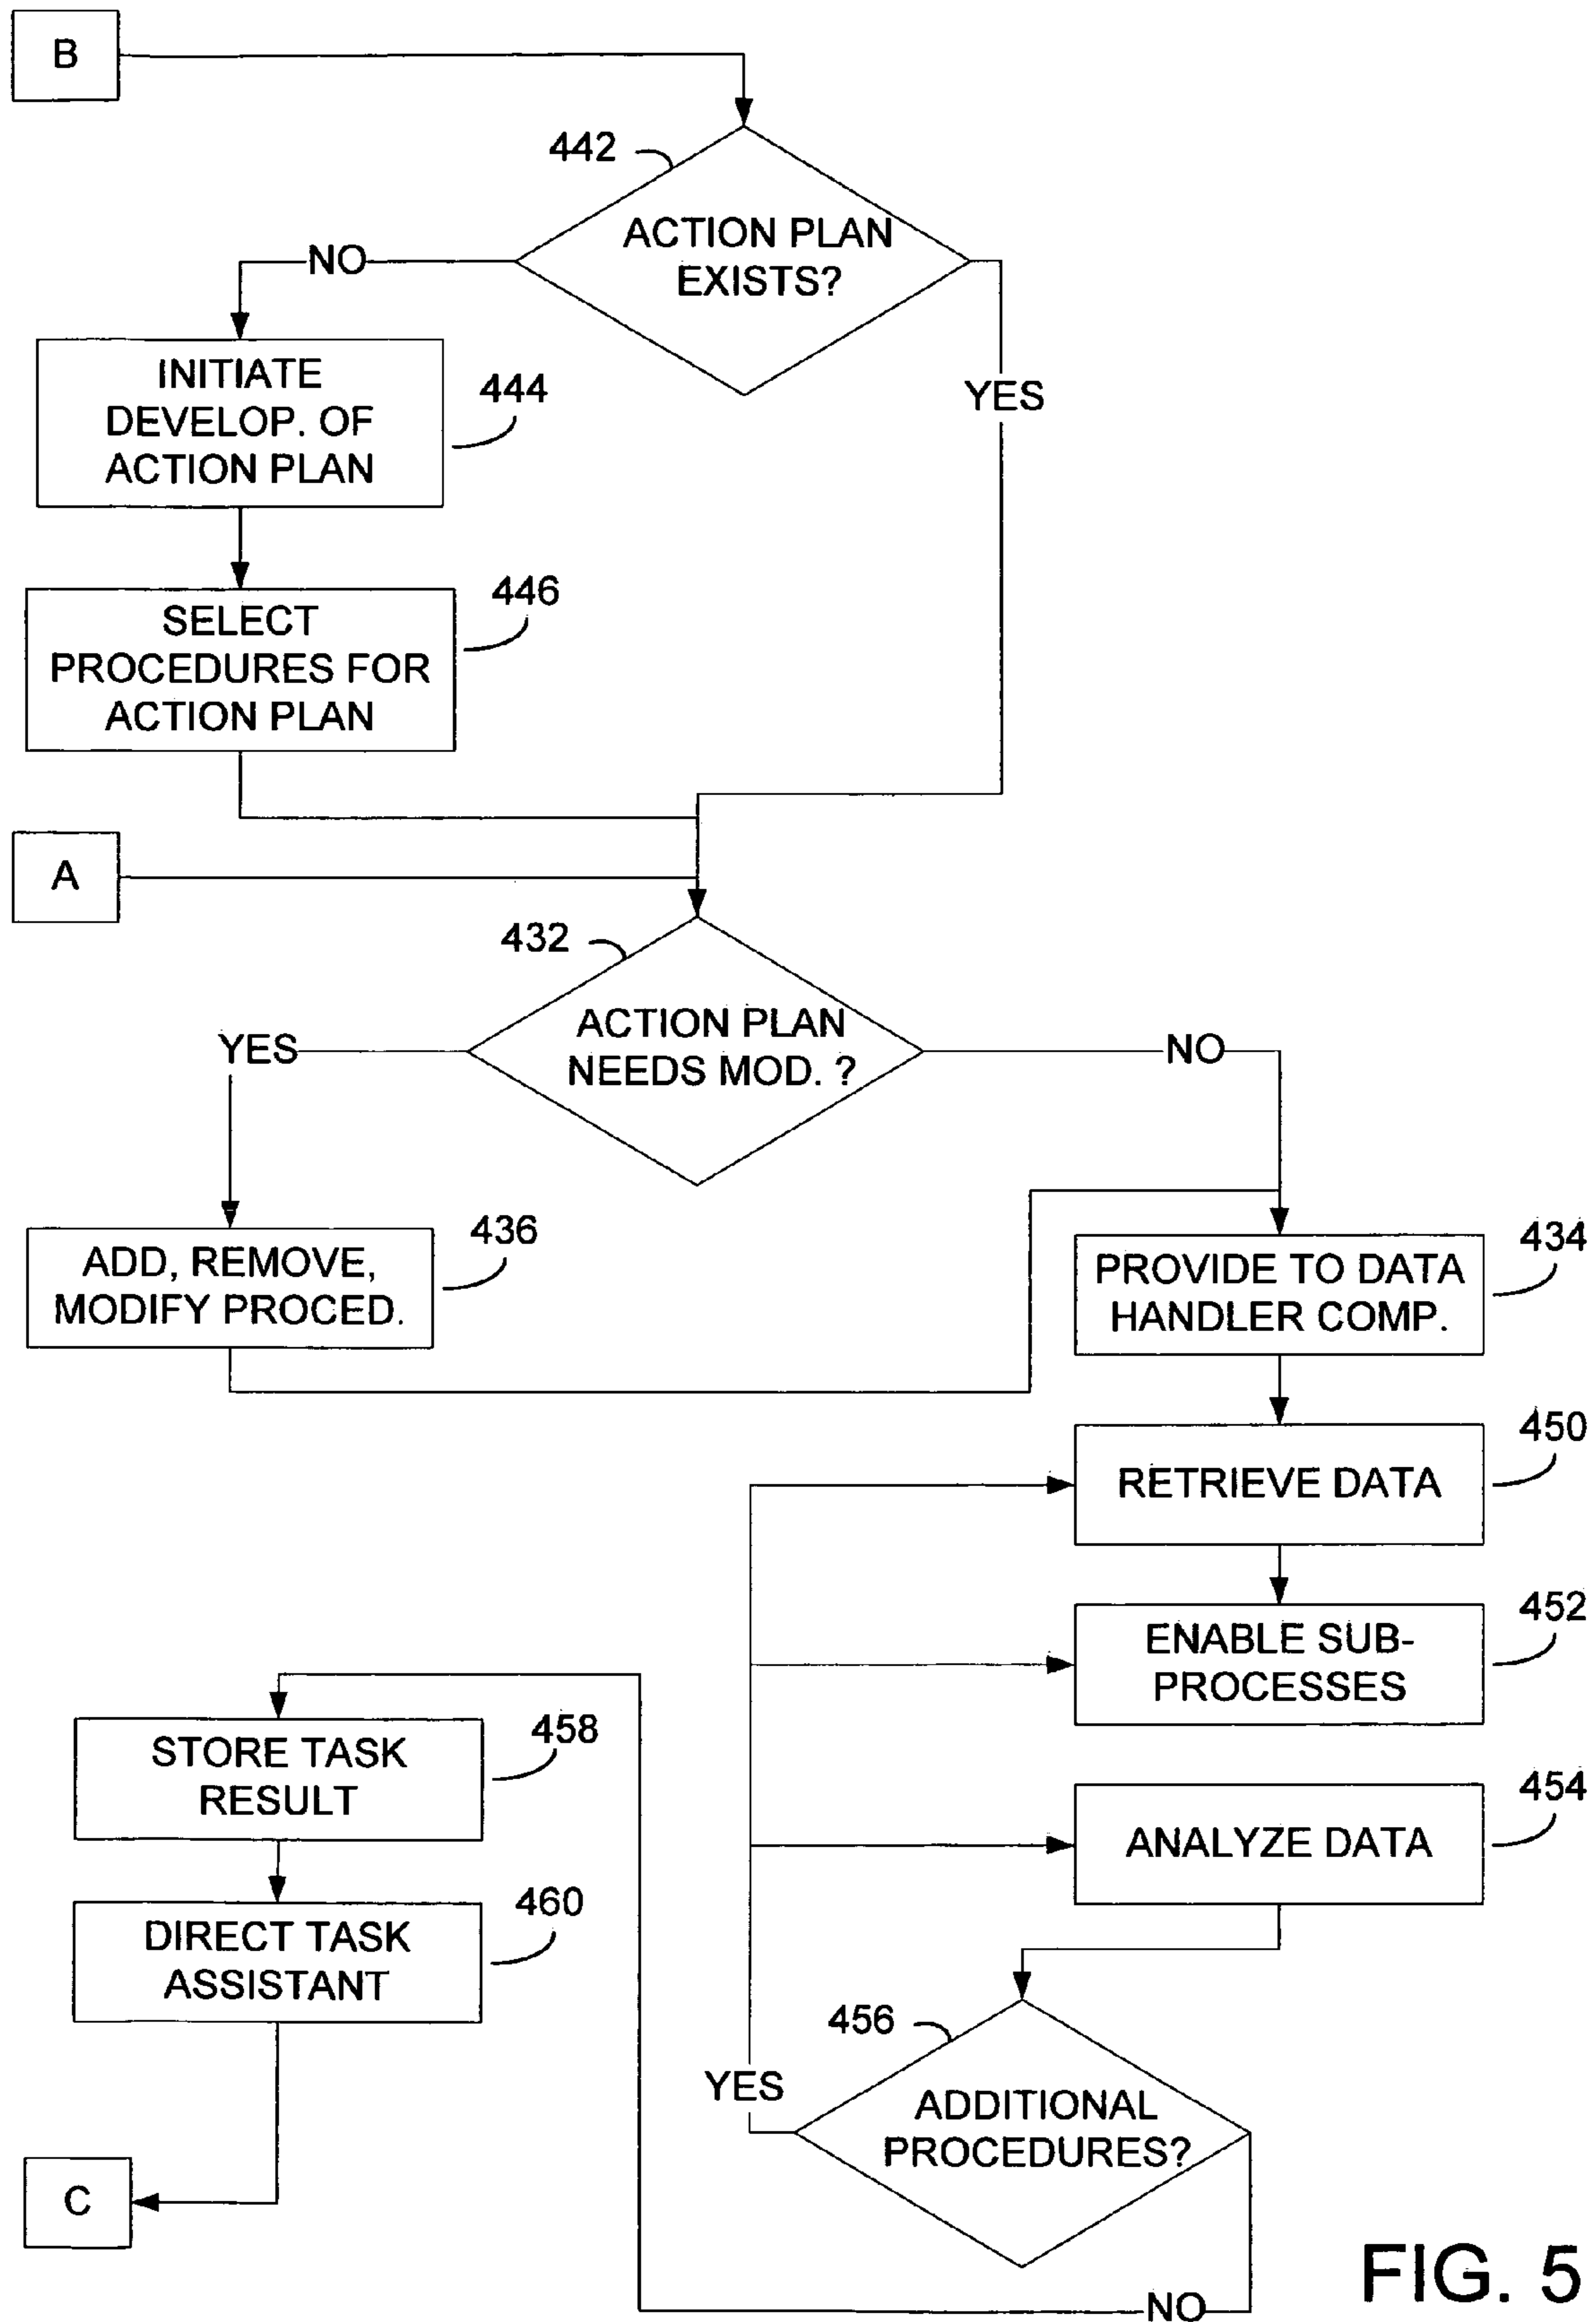 B
442
ACTION PLAN
EXISTS?
NO
YES
INITIATE
DEVELOP. OF
ACTION PLAN
444
SELECT
PROCEDURES FOR
ACTION PLAN
446
A
432
ACTION PLAN
NEEDS MOD. ?
YES
NO
ADD, REMOVE,
MODIFY PROCED.
436
PROVIDE TO DATA
HANDLER COMP.
434
RETRIEVE DATA
450
ENABLE SUB-
PROCESSES
452
STORE TASK
RESULT
458
ANALYZE DATA
454
DIRECT TASK
ASSISTANT
460
456
ADDITIONAL
PROCEDURES?
YES
NO
C
FIG. 5